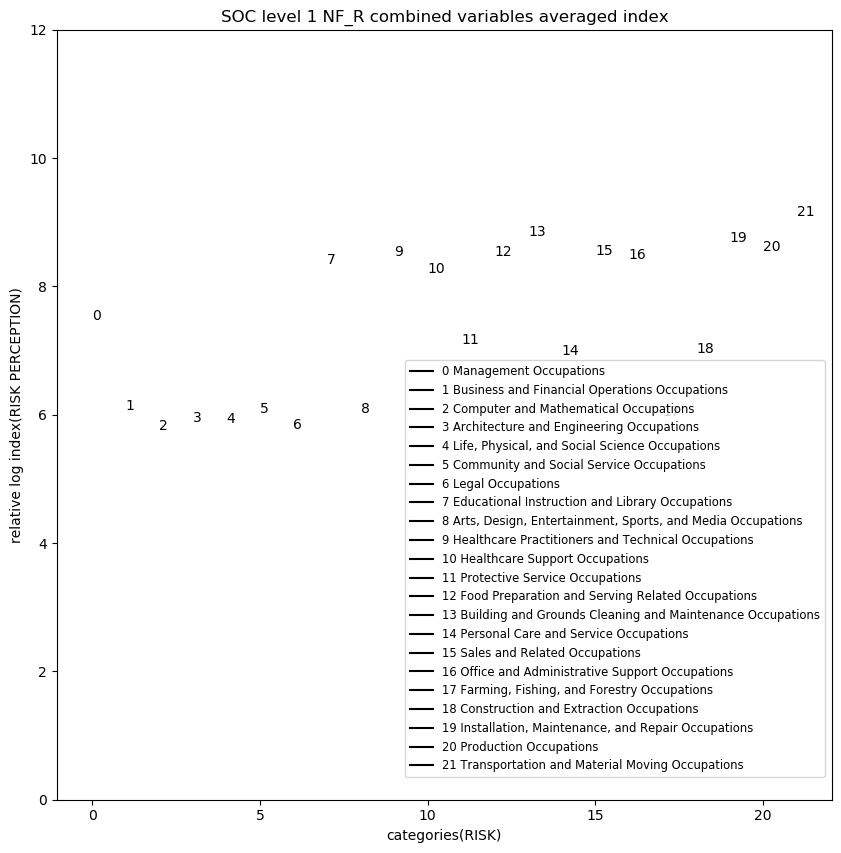 SOC level 1 NF_R combined variables averaged index
12
10
8
6
4
2
0
relative log index(RISK PERCEPTION)
0
1
2
3
4
5
6
7
8
9
10
11
12
13
14
15
16
18
19
20
21
0 Management Occupations
1 Business and Financial Operations Occupations
2 Computer and Mathematical Occupations
3 Architecture and Engineering Occupations
4 Life, Physical, and Social Science Occupations
5 Community and Social Service Occupations
6 Legal Occupations
7 Educational Instruction and Library Occupations
8 Arts, Design, Entertainment, Sports, and Media Occupations
9 Healthcare Practitioners and Technical Occupations
10 Healthcare Support Occupations
11 Protective Service Occupations
12 Food Preparation and Serving Related Occupations
13 Building and Grounds Cleaning and Maintenance Occupations
14 Personal Care and Service Occupations
15 Sales and Related Occupations
16 Office and Administrative Support Occupations
17 Farming, Fishing, and Forestry Occupations
18 Construction and Extraction Occupations
19 Installation, Maintenance, and Repair Occupations
20 Production Occupations
21 Transportation and Material Moving Occupations
0
5
10
15
20
categories(RISK)